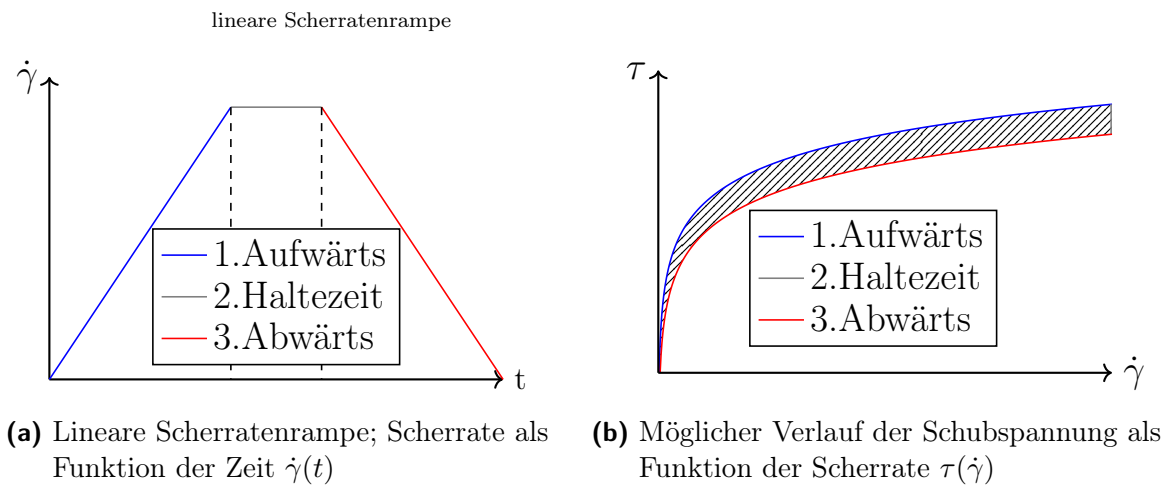 lineare Scherratenrampe
γ̇
1.Aufwärts
2.Haltezeit
3.Abwärts
t
(a) Lineare Scherratenrampe; Scherrate als
Funktion der Zeit γ̇(t)
τ
1.Aufwärts
2.Haltezeit
3.Abwärts
γ̇
(b) Möglicher Verlauf der Schubspannung als
Funktion der Scherrate τ(γ̇)